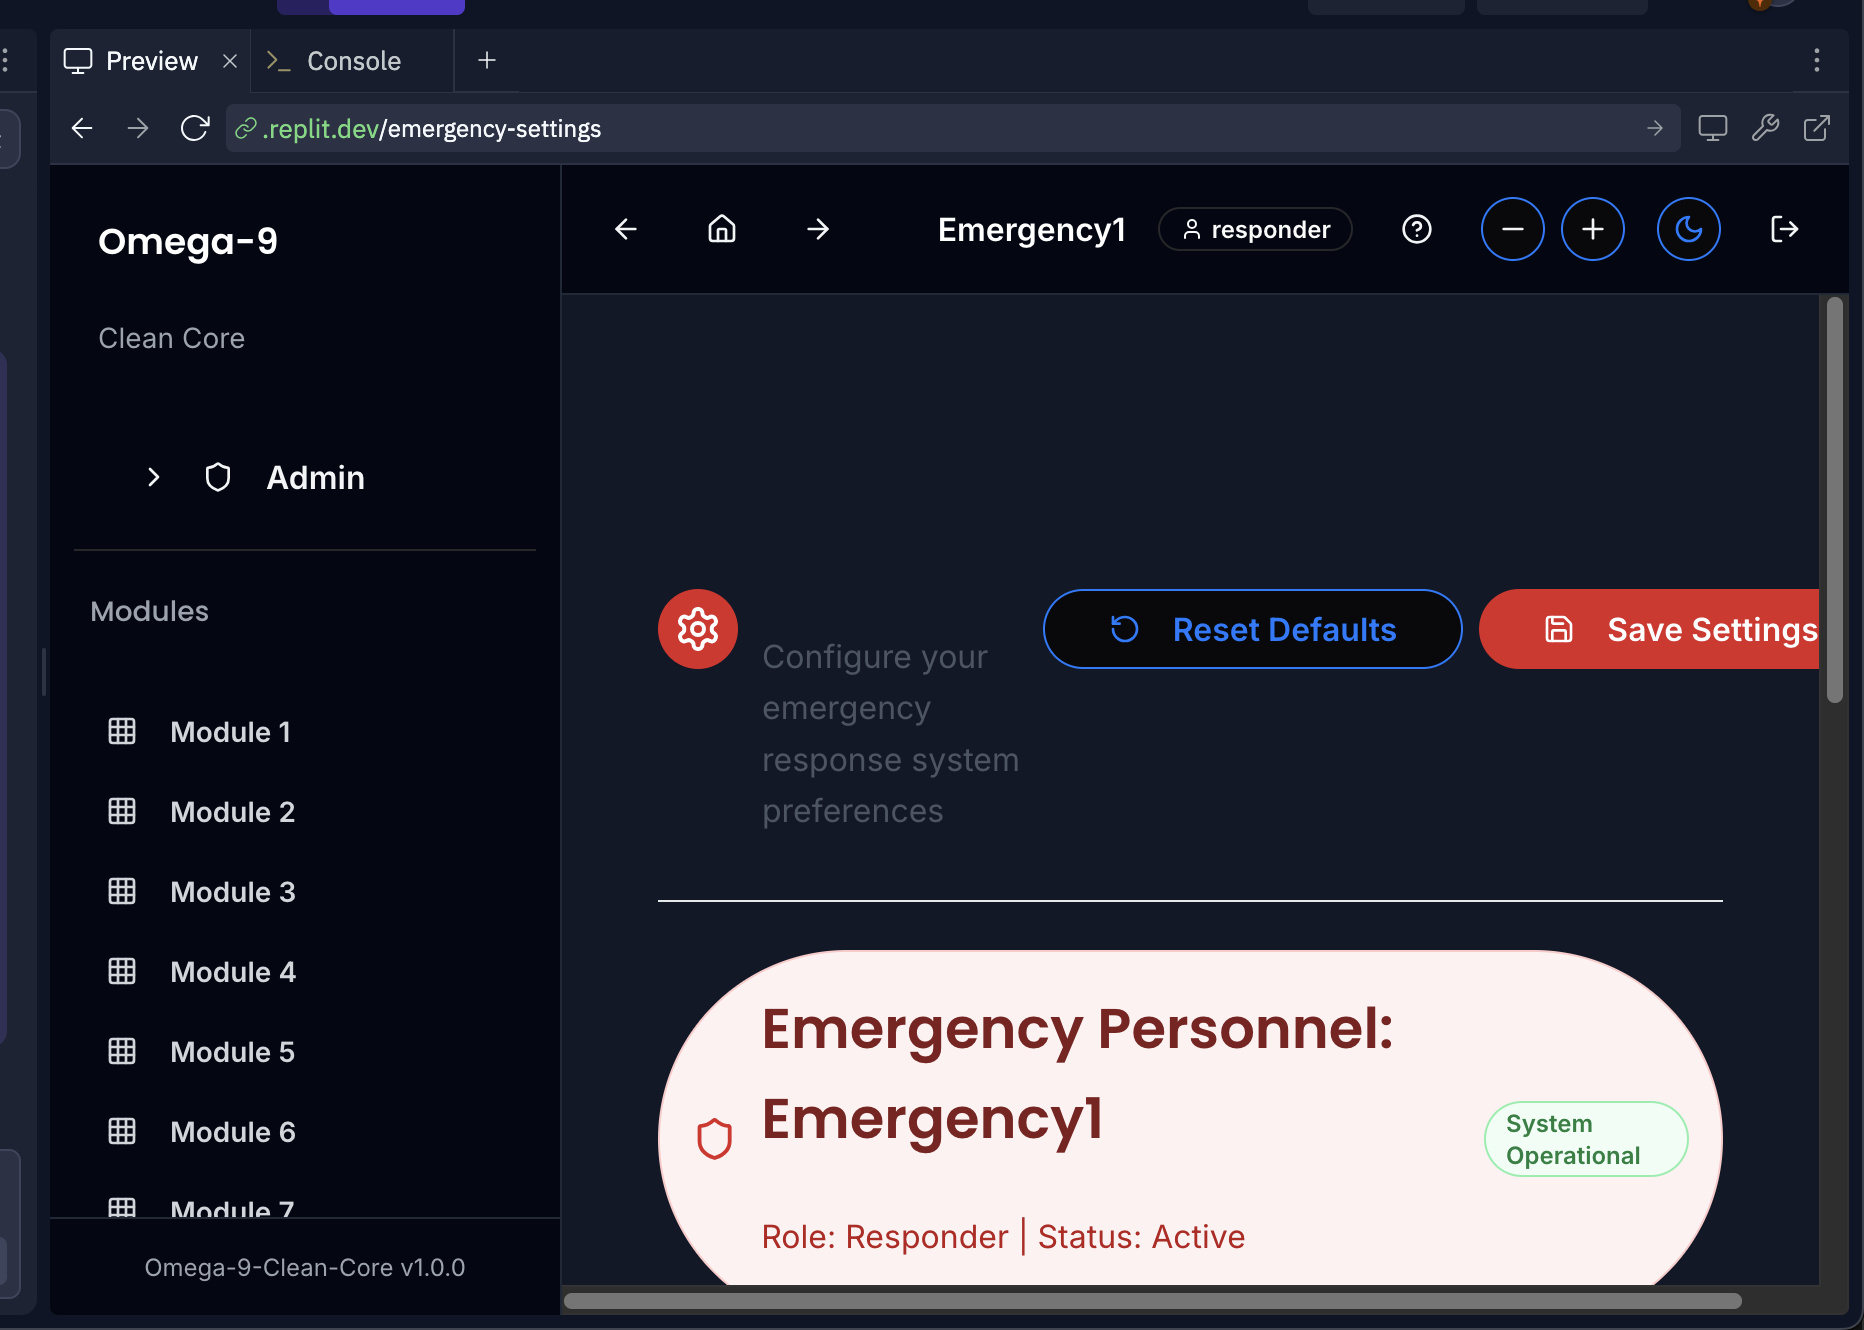 Preview
Console
.replit.dev/emergency-settings
Omega-9
Clean Core
Admin
Modules
Module 1
Module 2
Module 3
Module 4
Module 5
Module 6
Module 7
Omega-9-Clean-Core v1.0.0
Emergency1
responder
Configure your
emergency
response system
preferences
Reset Defaults
Save Settings
Emergency Personnel:
Emergency1
Role: Responder | Status: Active
System
Operational